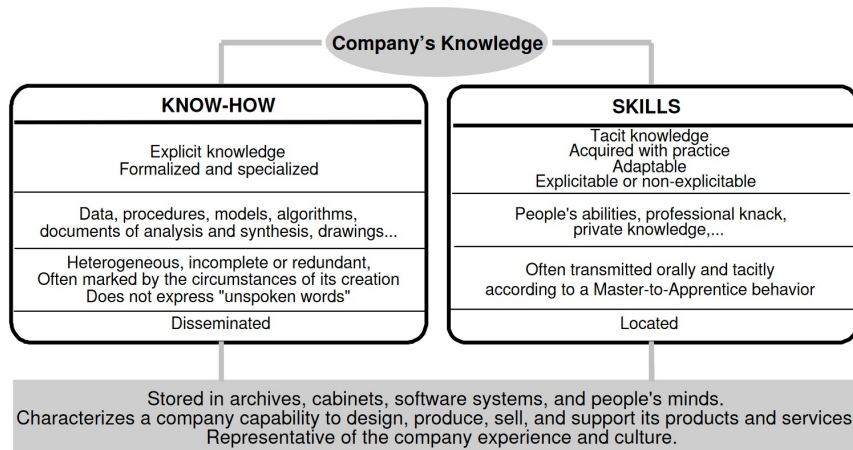 Company's Knowledge
KNOW-HOW
Explicit knowledge
Formalized and specialized
Data, procedures, models, algorithms,
documents of analysis and synthesis, drawings...
Heterogeneous, incomplete or redundant,
Often marked by the circumstances of its creation
Does not express "unspoken words"
Disseminated
SKILLS
Tacit knowledge
Acquired with practice
Adaptable
Explicitable or non-explicitable
People's abilities, professional knack,
private knowledge,...
Often transmitted orally and tacitly
according to a Master-to-Apprentice behavior
Located
Stored in archives, cabinets, software systems, and people's minds.
Characterizes a company capability to design, produce, sell, and support its products and services
Representative of the company experience and culture.